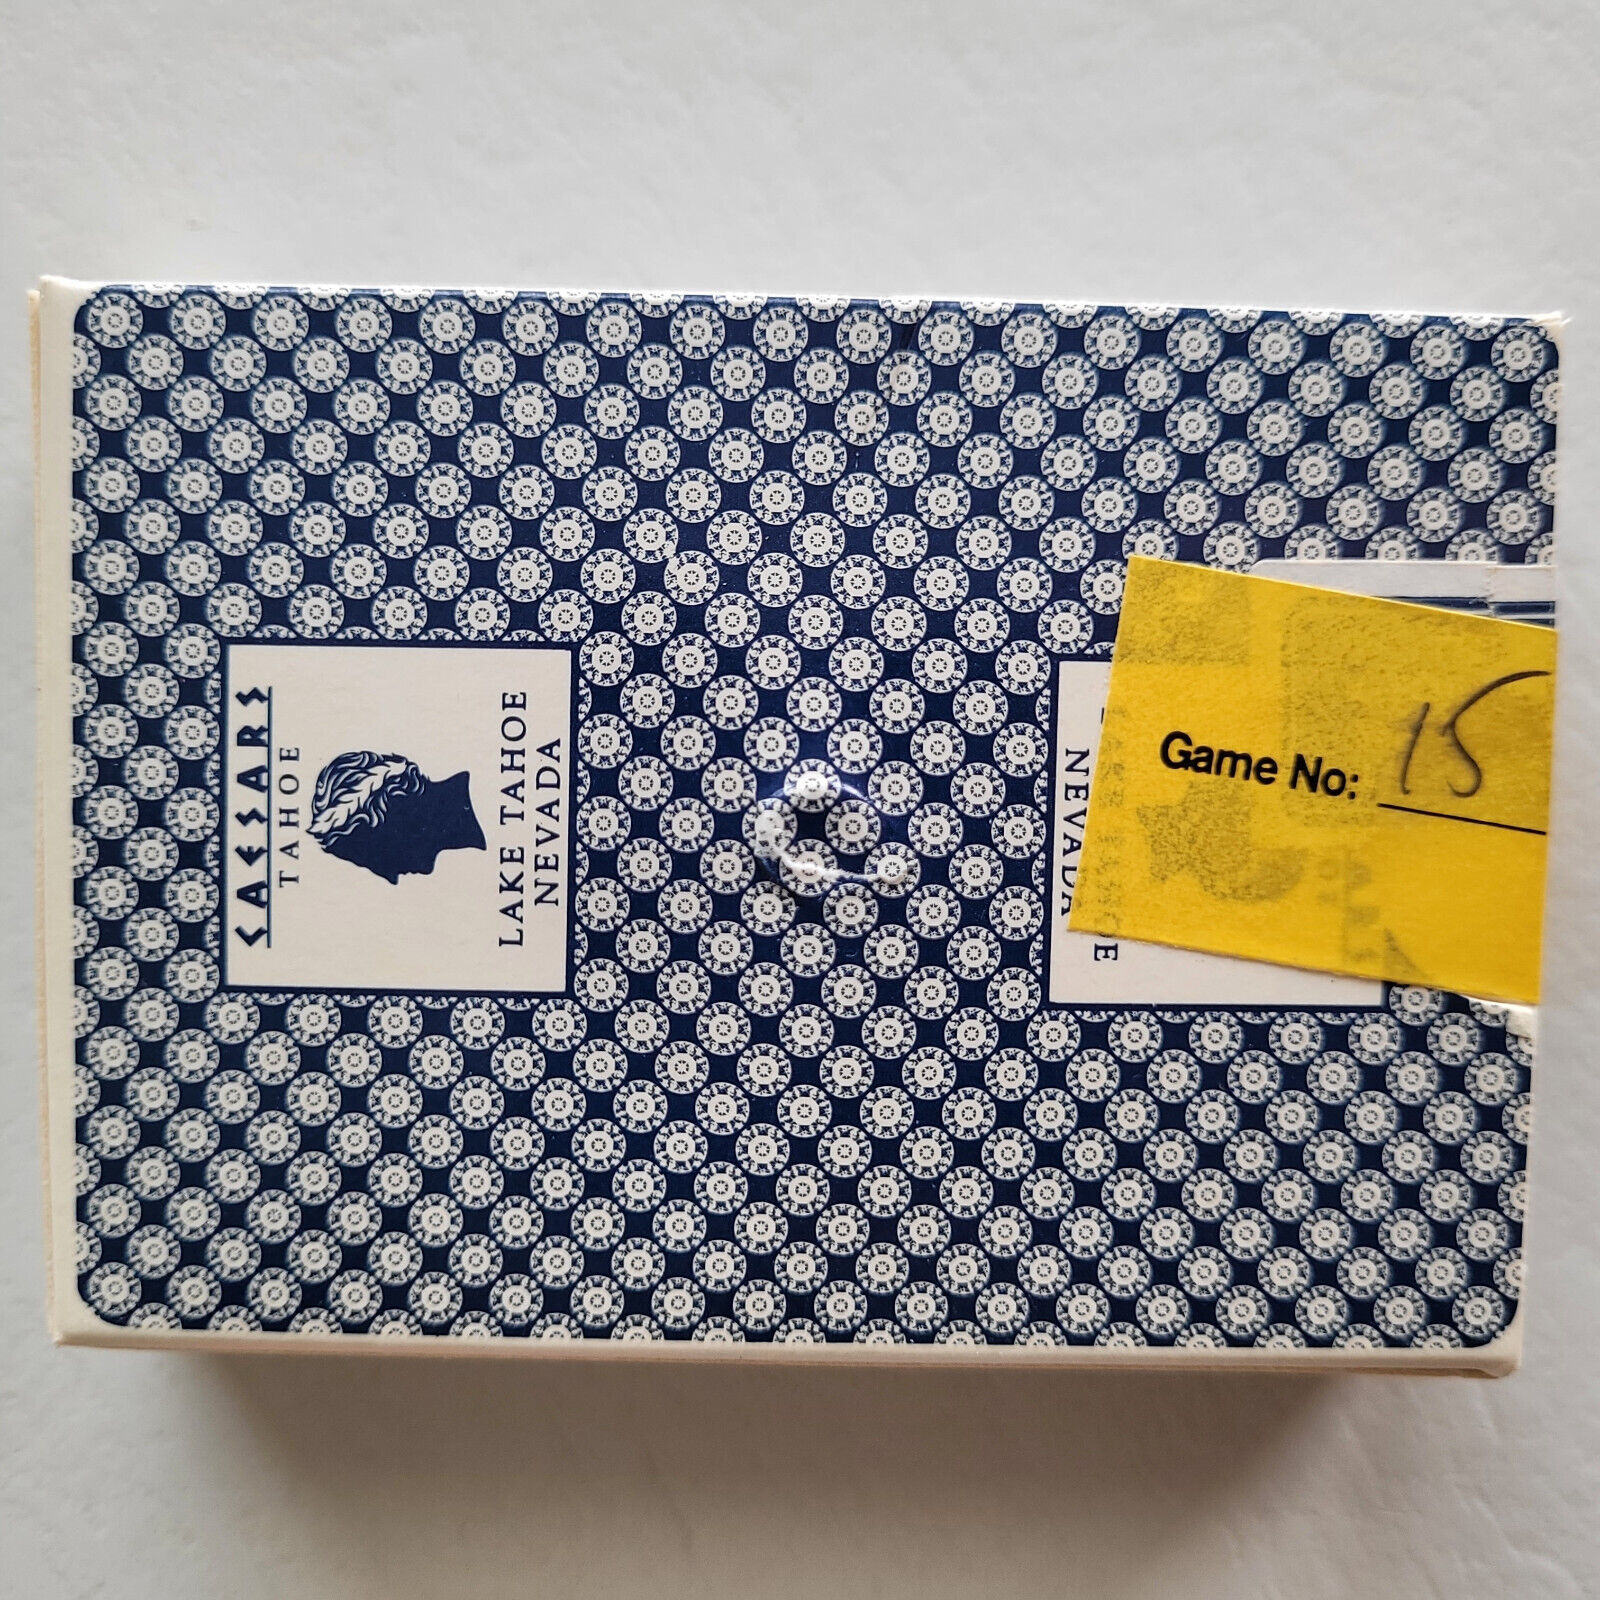 CAESARS
TAHOE
LAKE TAHOE
NEVADA
NEVADA
Game No: 15